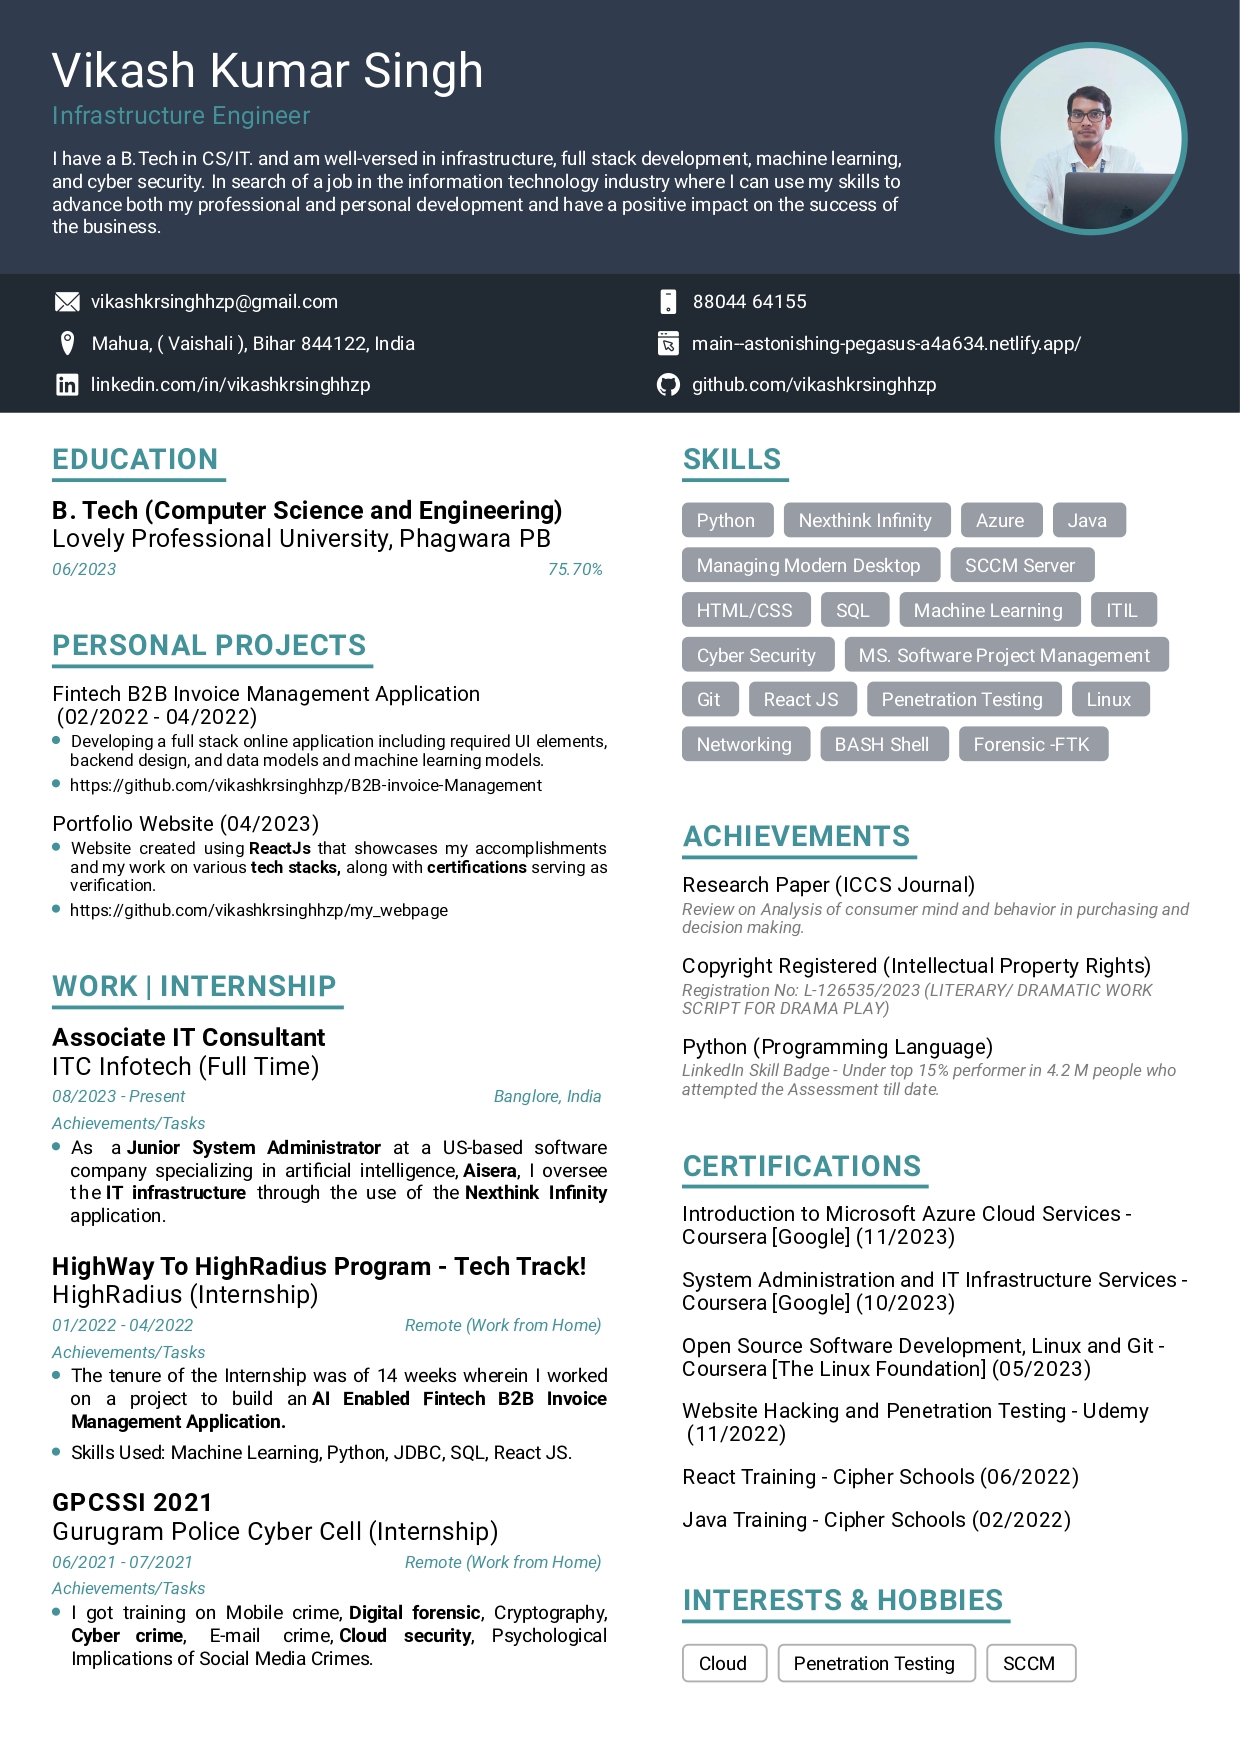 Vikash Kumar Singh
Infrastructure Engineer
I have a B.Tech in CS/IT. and am well-versed in infrastructure, full stack development, machine learning,
and cyber security. In search of a job in the information technology industry where I can use my skills to
advance both my professional and personal development and have a positive impact on the success of
the business.
vikashkrsinghhzp@gmail.com
88044 64155
Mahua, ( Vaishali ), Bihar 844122, India
main--astonishing-pegasus-a4a634.netlify.app/
linkedin.com/in/vikashkrsinghhzp
github.com/vikashkrsinghhzp
EDUCATION
B. Tech (Computer Science and Engineering)
Lovely Professional University, Phagwara PB
06/2023 75.70%
PERSONAL PROJECTS
Fintech B2B Invoice Management Application
(02/2022 - 04/2022)
Developing a full stack online application including required UI elements,
backend design, and data models and machine learning models.
https://github.com/vikashkrsinghhzp/B2B-invoice-Management
Portfolio Website (04/2023)
Website created using ReactJs that showcases my accomplishments
and my work on various tech stacks, along with certifications serving as
verification.
https://github.com/vikashkrsinghhzp/my_webpage
WORK | INTERNSHIP
Associate IT Consultant
ITC Infotech (Full Time)
08/2023 - Present Banglore, India
Achievements/Tasks
As a Junior System Administrator at a US-based software
company specializing in artificial intelligence, Aisera, I oversee
the IT infrastructure through the use of the Nexthink Infinity
application.
HighWay To HighRadius Program - Tech Track!
HighRadius (Internship)
01/2022 - 04/2022 Remote (Work from Home)
Achievements/Tasks
The tenure of the Internship was of 14 weeks wherein I worked
on a project to build an AI Enabled Fintech B2B Invoice
Management Application.
Skills Used: Machine Learning, Python, JDBC, SQL, React JS.
GPCSSI 2021
Gurugram Police Cyber Cell (Internship)
06/2021 - 07/2021 Remote (Work from Home)
Achievements/Tasks
I got training on Mobile crime, Digital forensic, Cryptography,
Cyber crime, E-mail crime, Cloud security, Psychological
Implications of Social Media Crimes.
SKILLS
Python Nexthink Infinity Azure Java
Managing Modern Desktop SCCM Server
HTML/CSS SQL Machine Learning ITIL
Cyber Security MS. Software Project Management
Git React JS Penetration Testing Linux
Networking BASH Shell Forensic -FTK
ACHIEVEMENTS
Research Paper (ICCS Journal)
Review on Analysis of consumer mind and behavior in purchasing and
decision making.
Copyright Registered (Intellectual Property Rights)
Registration No: L-126535/2023 (LITERARY/ DRAMATIC WORK
SCRIPT FOR DRAMA PLAY)
Python (Programming Language)
LinkedIn Skill Badge - Under top 15% performer in 4.2 M people who
attempted the Assessment till date.
CERTIFICATIONS
Introduction to Microsoft Azure Cloud Services -
Coursera [Google] (11/2023)
System Administration and IT Infrastructure Services -
Coursera [Google] (10/2023)
Open Source Software Development, Linux and Git -
Coursera [The Linux Foundation] (05/2023)
Website Hacking and Penetration Testing - Udemy
(11/2022)
React Training - Cipher Schools (06/2022)
Java Training - Cipher Schools (02/2022)
INTERESTS & HOBBIES
Cloud Penetration Testing SCCM